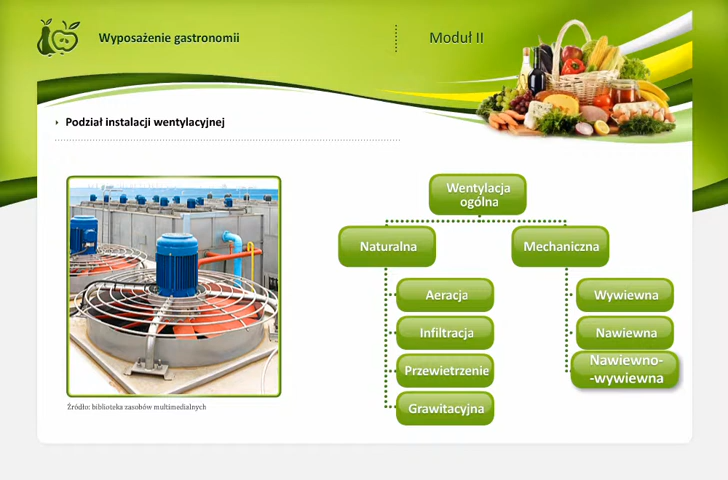 Wyposażenie gastronomii
Moduł II
Podział instalacji wentylacyjnej
Wentylacja
ogólna
Naturalna
Mechaniczna
Aeracja
Wywiewna
Infiltracja
Nawiewna
Przewietrzenie
Nawiewno-
-wywiewna
Grawitacyjna
Źródło: biblioteka zasobów multimedialnych